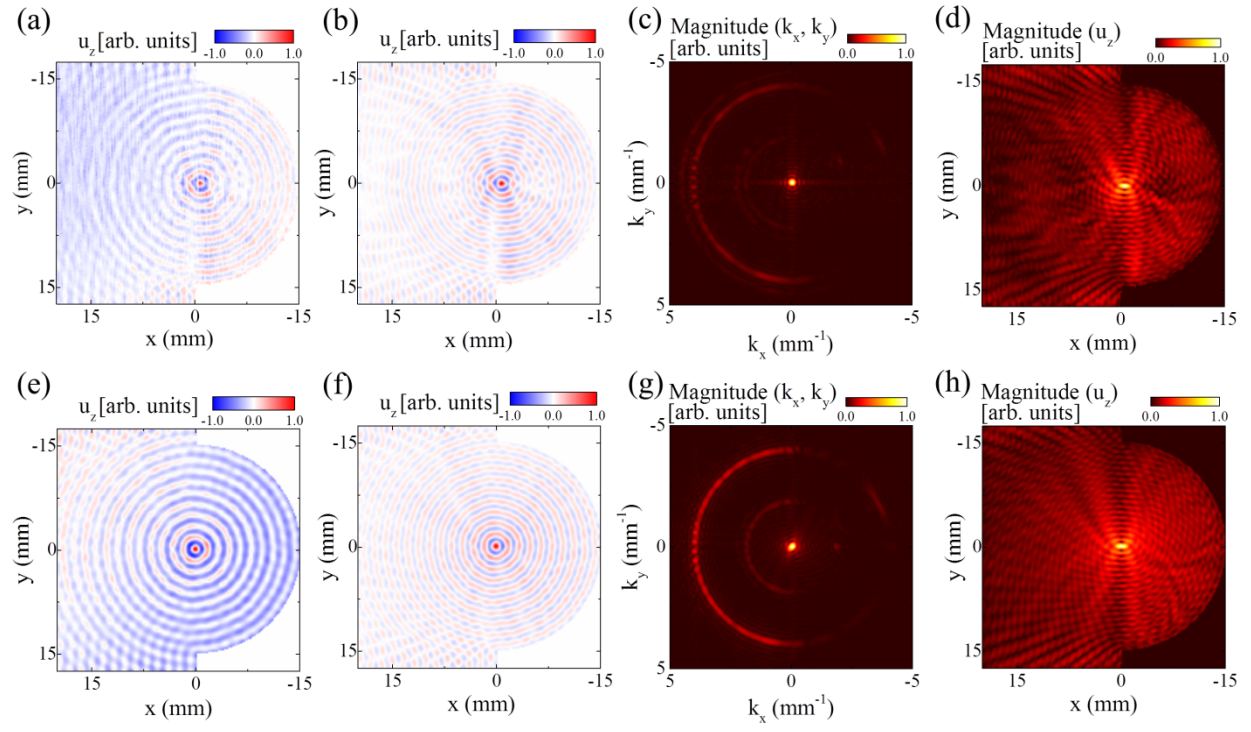 (a)
u_z [arb. units]
-1.0 0.0 1.0
-15
0
15
y (mm)
15 0 -15
x (mm)
(b)
u_z [arb. units]
-1.0 0.0 1.0
-15
0
15
y (mm)
15 0 -15
x (mm)
(c)
Magnitude (k_x, k_y)
[arb. units]
0.0 1.0
-5
0
5
k_y (mm⁻¹)
5 0 -5
k_x (mm⁻¹)
(d)
Magnitude (u_z)
[arb. units]
0.0 1.0
-15
0
15
y (mm)
15 0 -15
x (mm)
(e)
u_z [arb. units]
-1.0 0.0 1.0
-15
0
15
y (mm)
15 0 -15
x (mm)
(f)
u_z [arb. units]
-1.0 0.0 1.0
-15
0
15
y (mm)
15 0 -15
x (mm)
(g)
Magnitude (k_x, k_y)
[arb. units]
0.0 1.0
-5
0
5
k_y (mm⁻¹)
5 0 -5
k_x (mm⁻¹)
(h)
Magnitude (u_z)
[arb. units]
0.0 1.0
-15
0
15
y (mm)
15 0 -15
x (mm)